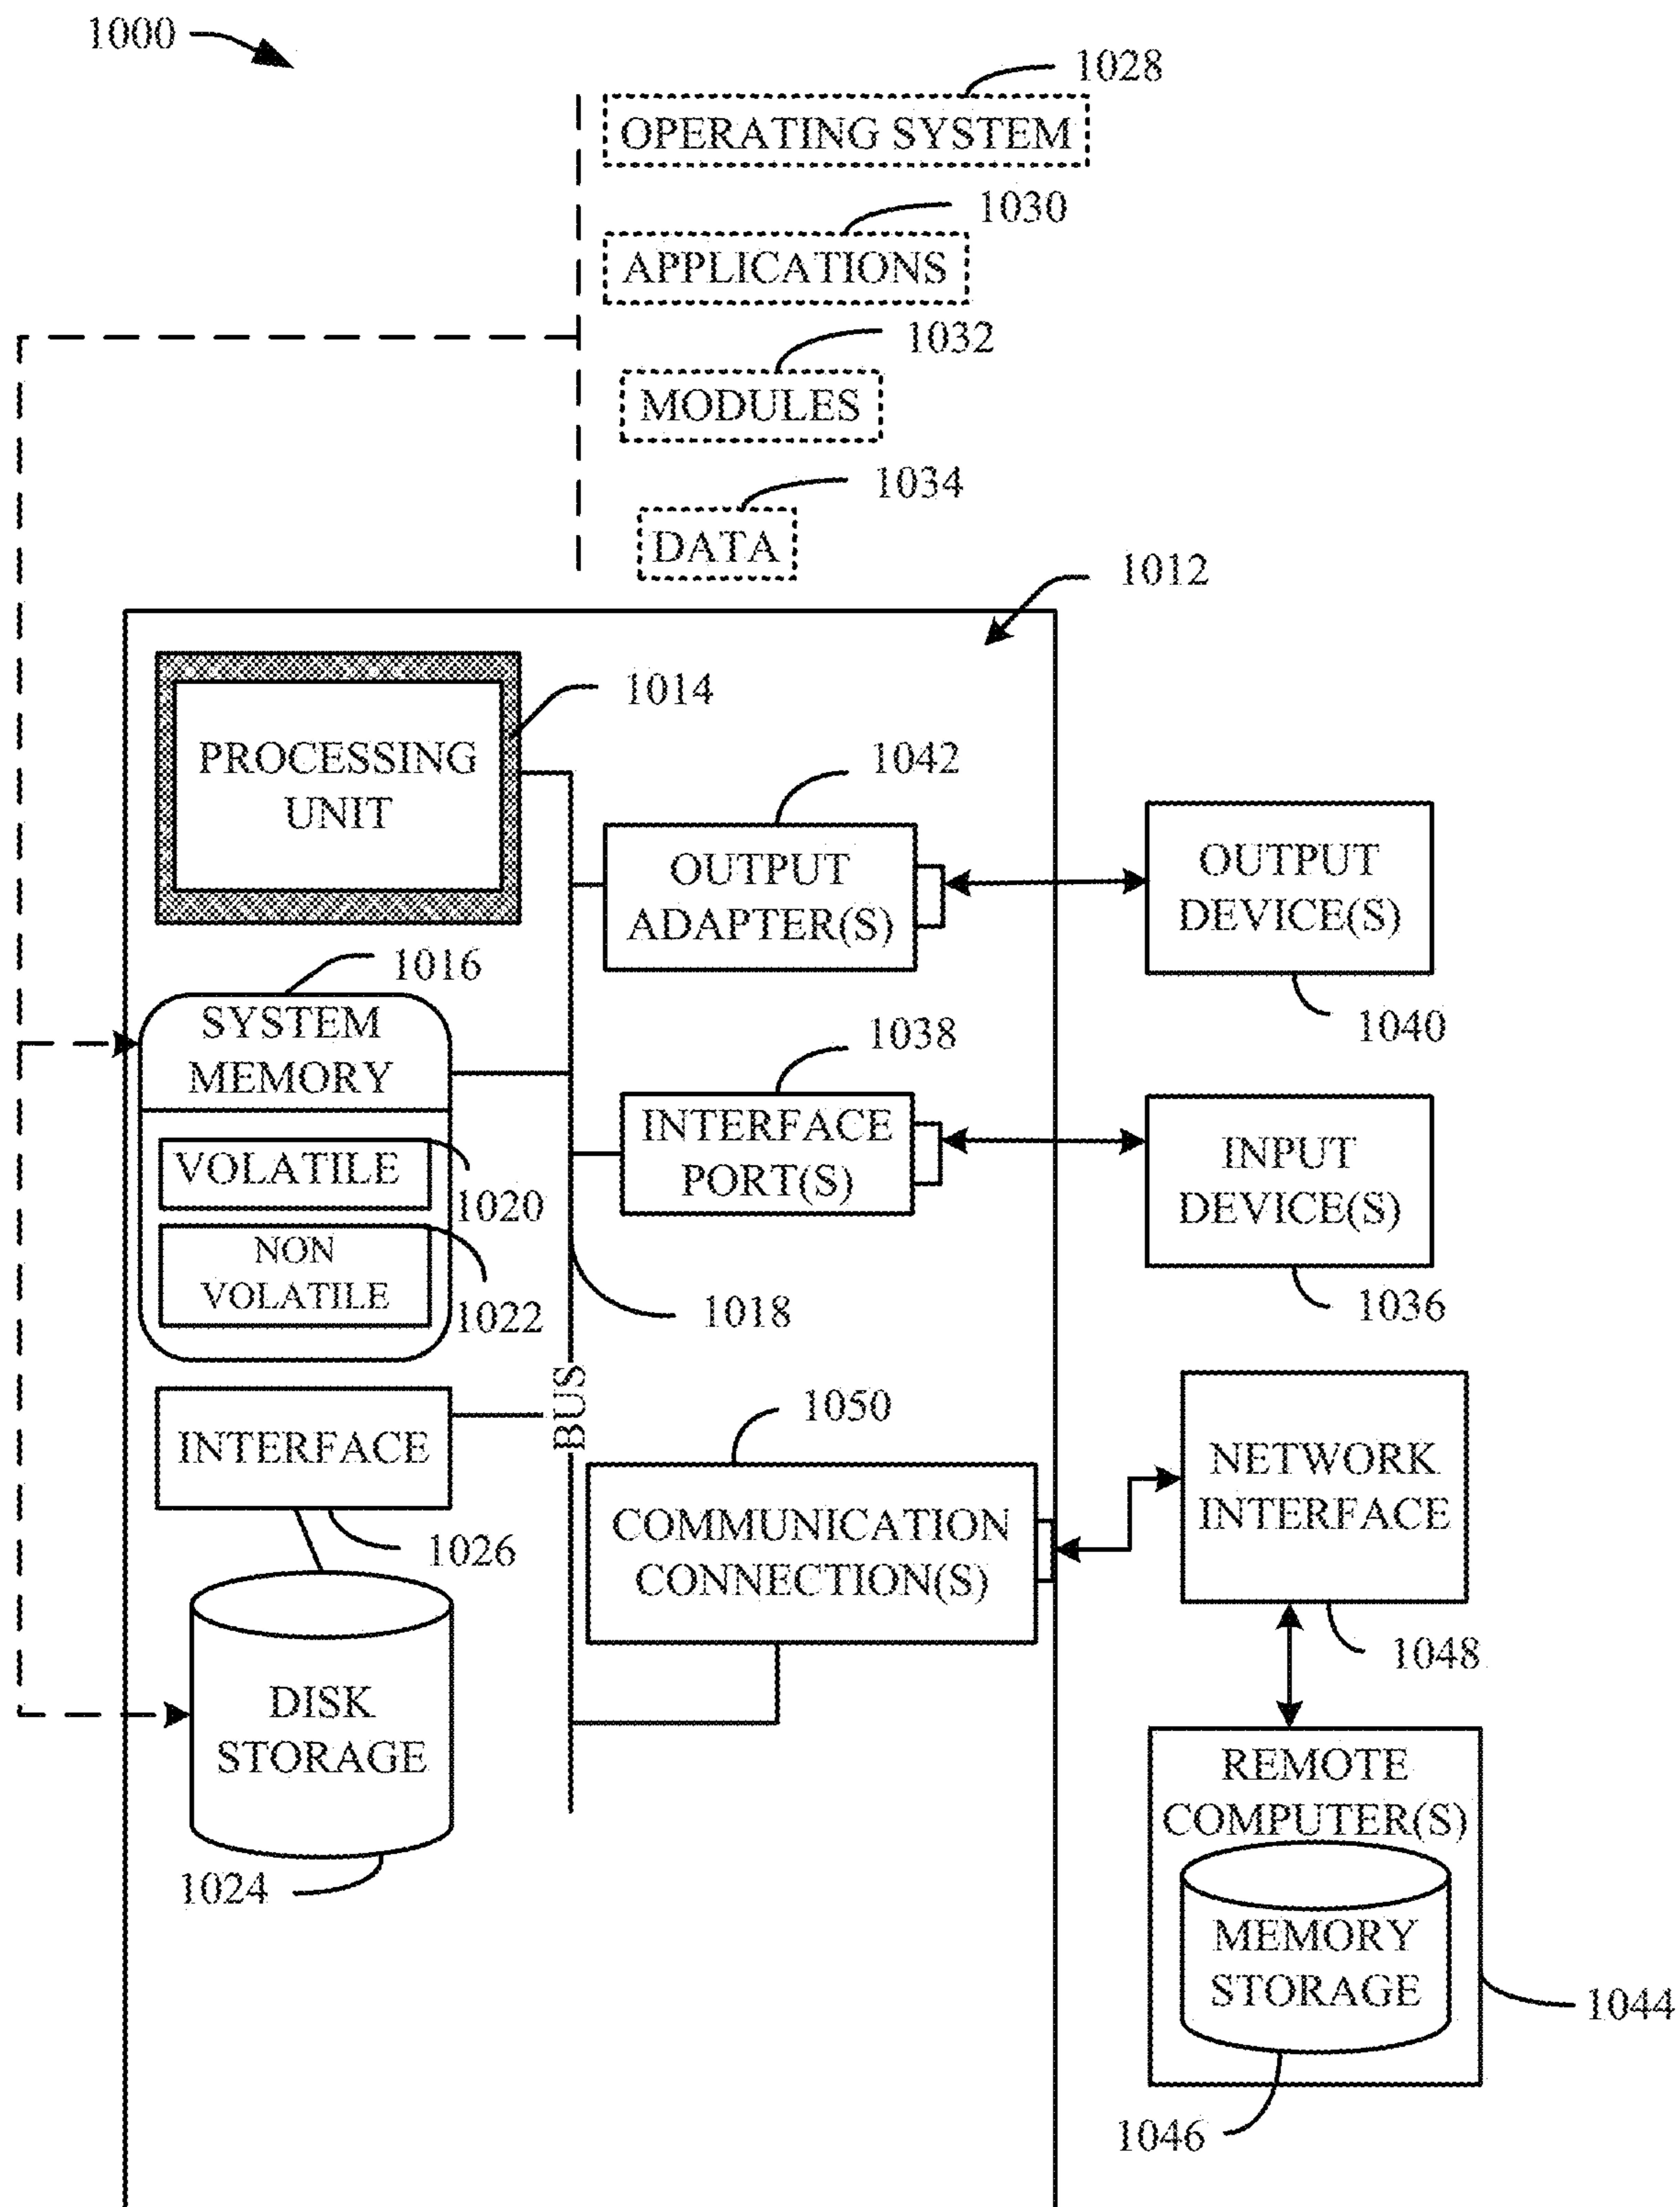 1000
1028
OPERATING SYSTEM
1030
APPLICATIONS
1032
MODULES
1034
DATA
1012
1014
PROCESSING
UNIT
1042
OUTPUT
ADAPTER(S)
OUTPUT
DEVICE(S)
1040
1016
SYSTEM
MEMORY
VOLATILE
1020
NON
VOLATILE
1022
1038
INTERFACE
PORT(S)
INPUT
DEVICE(S)
1036
1018
BUS
INTERFACE
1026
1050
COMMUNICATION
CONNECTION(S)
NETWORK
INTERFACE
1048
DISK
STORAGE
1024
REMOTE
COMPUTER(S)
MEMORY
STORAGE
1044
1046